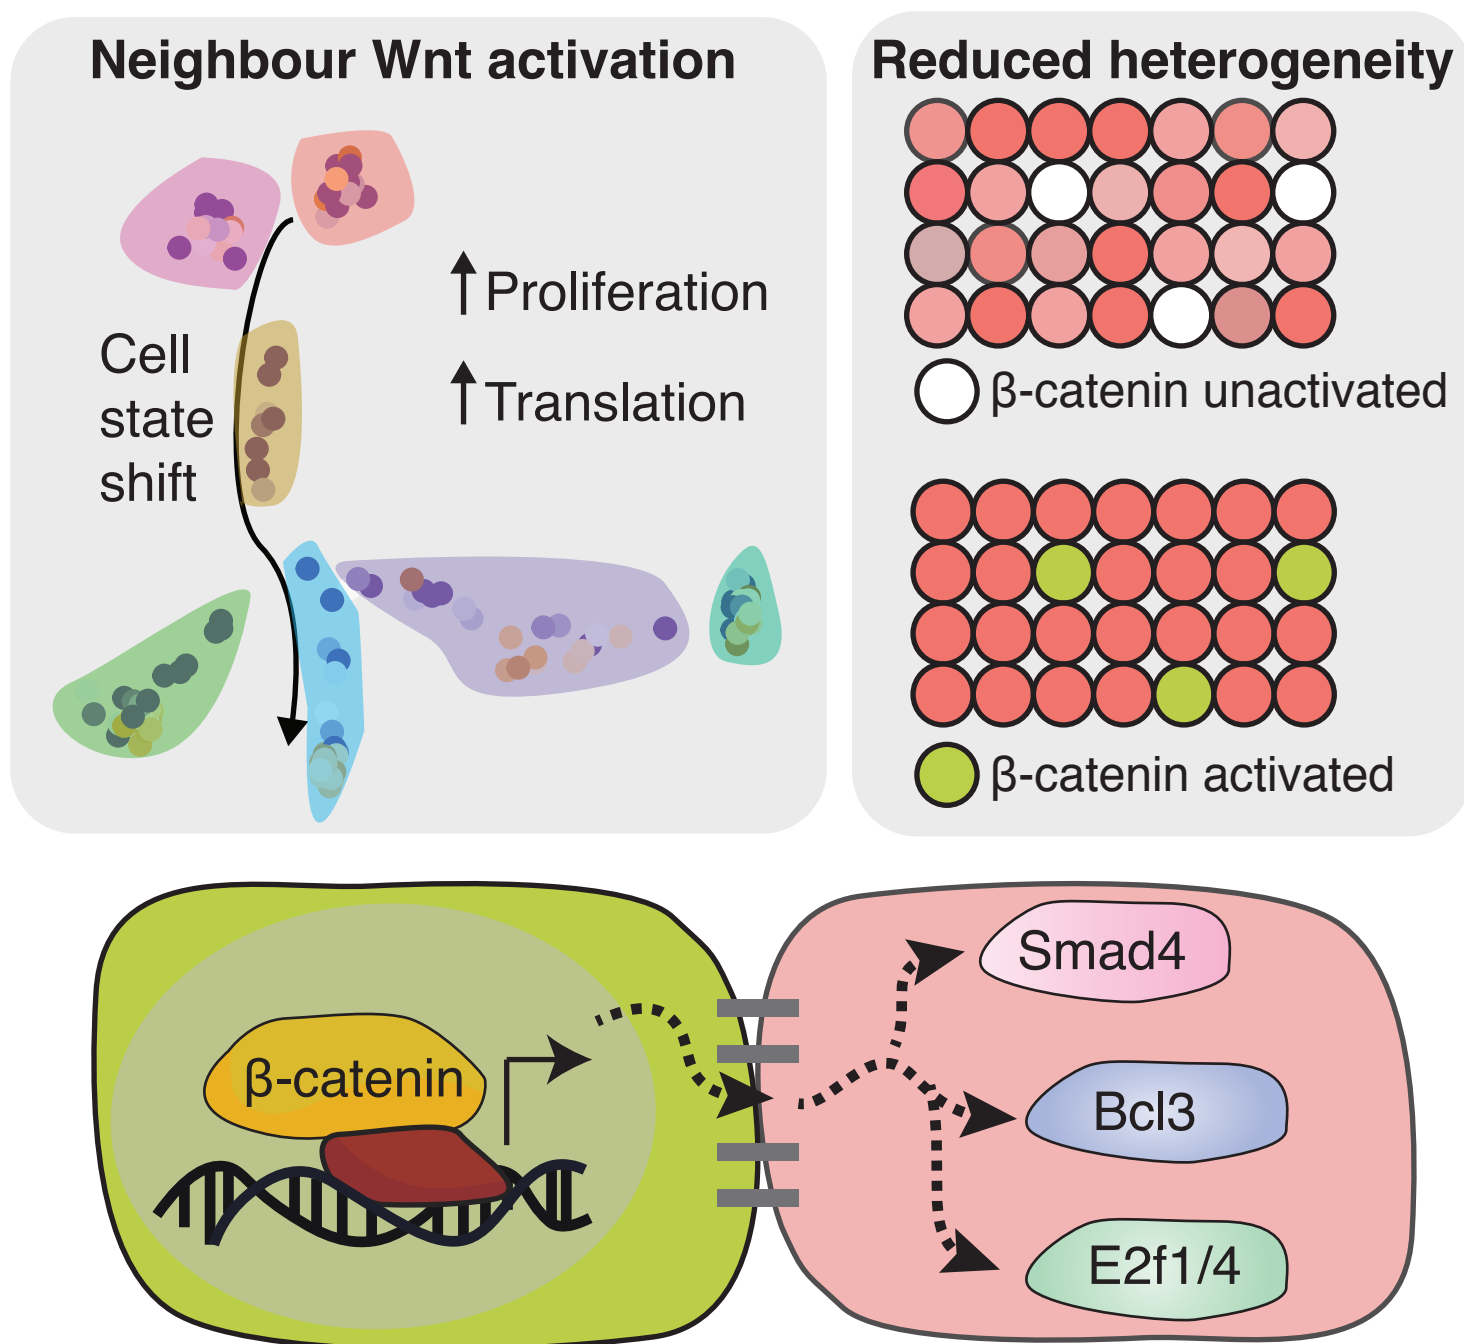 Neighbour Wnt activation
Proliferation
Translation
Cell
state
shift
Reduced heterogeneity
β-catenin unactivated
β-catenin activated
β-catenin
Smad4
Bcl3
E2f1/4